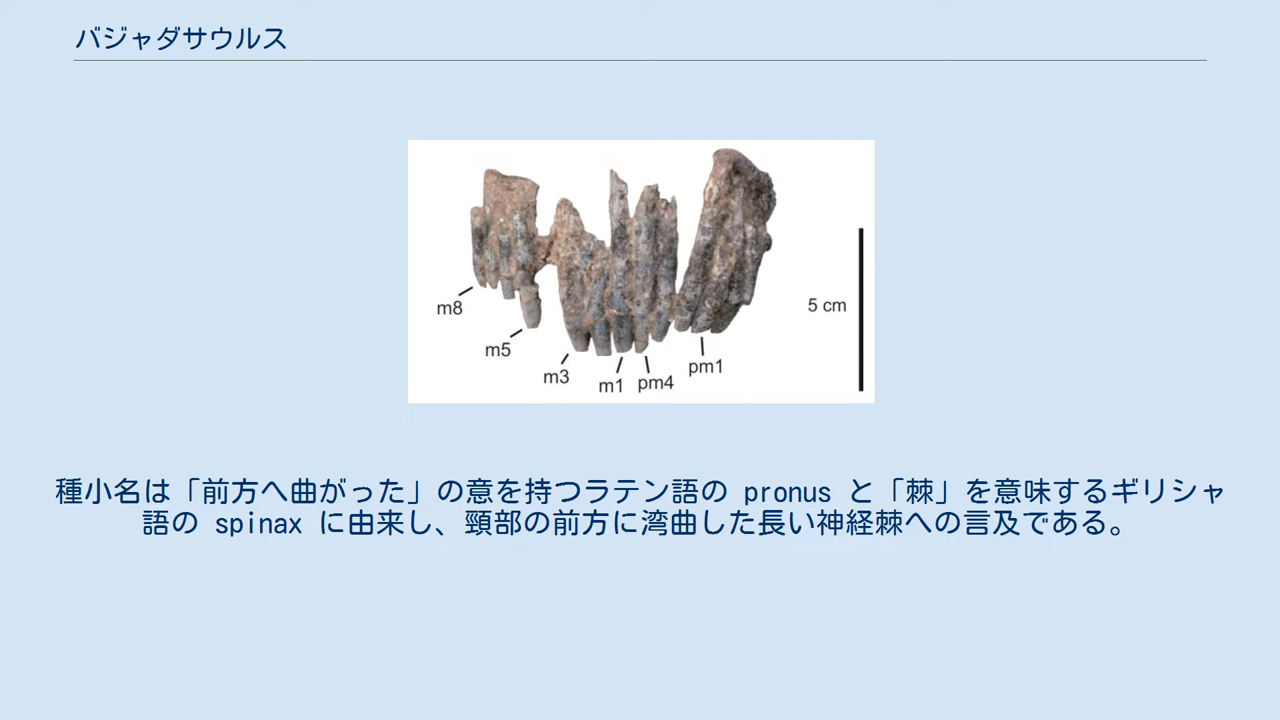 バジャダサウルス
m8
m5
m3
m1
pm4
pm1
5 cm
種小名は「前方へ曲がった」の意を持つラテン語の pronus と「棘」を意味するギリシャ
語の spinax に由来し、頸部の前方に湾曲した長い神経棘への言及である。